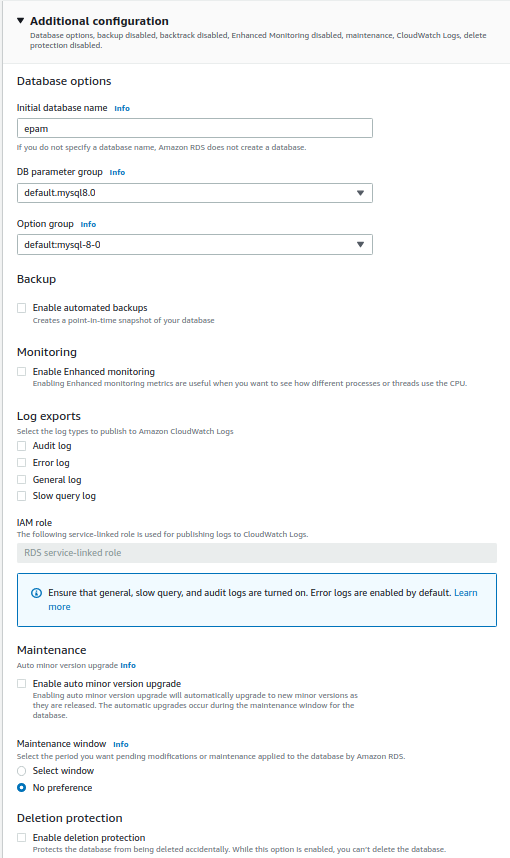 Additional configuration
Database options, backup disabled, backtrack disabled, Enhanced Monitoring disabled, maintenance, CloudWatch Logs, delete
protection disabled.
Database options
Initial database name Info
epam
If you do not specify a database name, Amazon RDS does not create a database.
DB parameter group Info
default.mysql8.0
Option group Info
default:mysql-8-0
Backup
Enable automated backups
Creates a point-in-time snapshot of your database
Monitoring
Enable Enhanced monitoring
Enabling Enhanced monitoring metrics are useful when you want to see how different processes or threads use the CPU.
Log exports
Select the log types to publish to Amazon CloudWatch Logs
Audit log
Error log
General log
Slow query log
IAM role
The following service-linked role is used for publishing logs to CloudWatch Logs.
RDS service-linked role
Ensure that general, slow query, and audit logs are turned on. Error logs are enabled by default. Learn
more
Maintenance
Auto minor version upgrade Info
Enable auto minor version upgrade
Enabling auto minor version upgrade will automatically upgrade to new minor versions as
they are released. The automatic upgrades occur during the maintenance window for the
database.
Maintenance window Info
Select the period you want pending modifications or maintenance applied to the database by Amazon RDS.
Select window
No preference
Deletion protection
Enable deletion protection
Protects the database from being deleted accidentally. While this option is enabled, you can't delete the database.